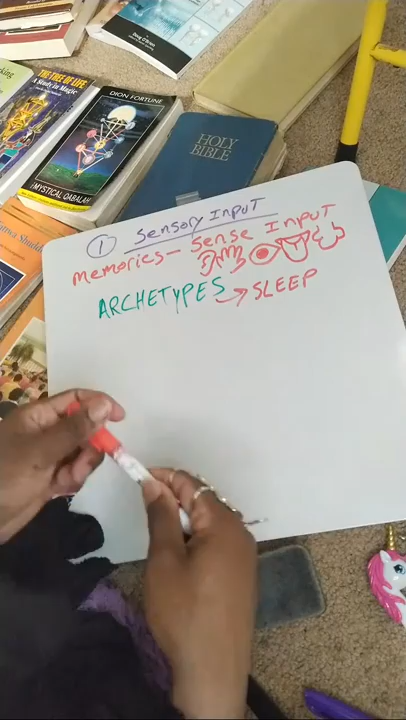 THE TREE OF LIFE
A Study in Magic
DION FORTUNE
MYSTICAL QABALAH
HOLY
BIBLE
① Sensory InPuT
memories - Sense InPuT
ARCHETYPES → SLEEP